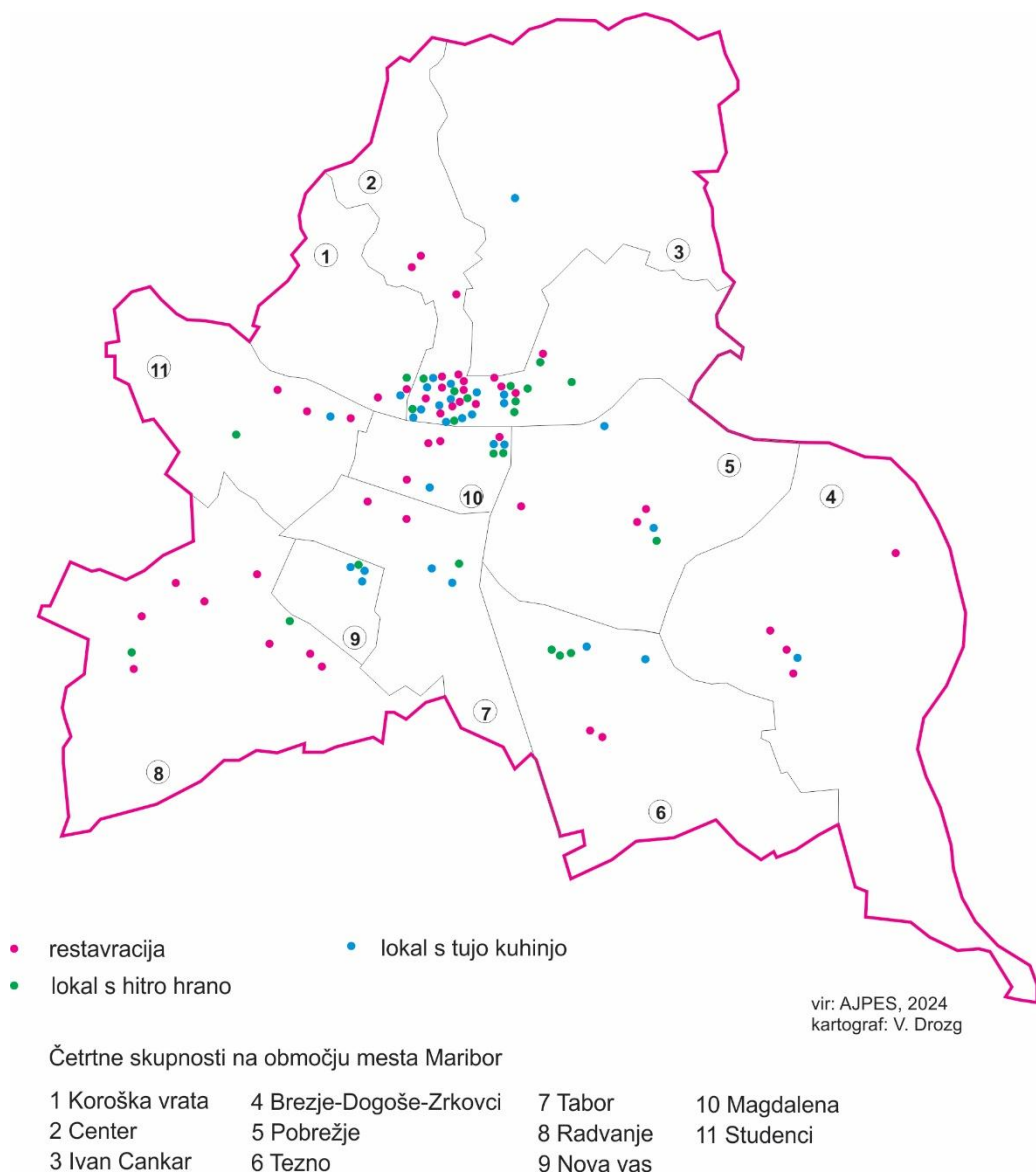 2
1
3
11
5
4
10
9
7
8
6
restavracija
lokal s tujo kuhinjo
lokal s hitro hrano
vir: AJPES, 2024
kartograf: V. Drozg
Četrtne skupnosti na območju mesta Maribor
1 Koroška vrata
2 Center
3 Ivan Cankar
4 Brezje-Dogoše-Zrkovci
5 Pobrežje
6 Tezno
7 Tabor
8 Radvanje
9 Nova vas
10 Magdalena
11 Studenci